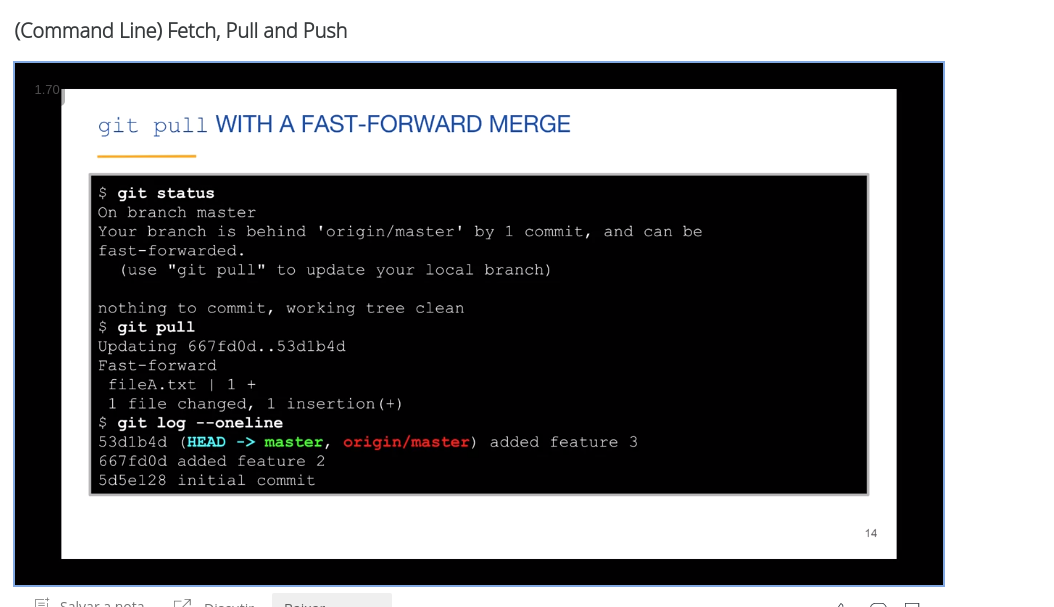 (Command Line) Fetch, Pull and Push
1.70
git pull WITH A FAST-FORWARD MERGE
$ git status
On branch master
Your branch is behind 'origin/master' by 1 commit, and can be
fast-forwarded.
(use "git pull" to update your local branch)
nothing to commit, working tree clean
$ git pull
Updating 667fd0d..53d1b4d
Fast-forward
fileA.txt | 1 +
1 file changed, 1 insertion(+)
$ git log --oneline
53d1b4d (HEAD -> master, origin/master) added feature 3
667fd0d added feature 2
5d5e128 initial commit
14
Salvar a nota